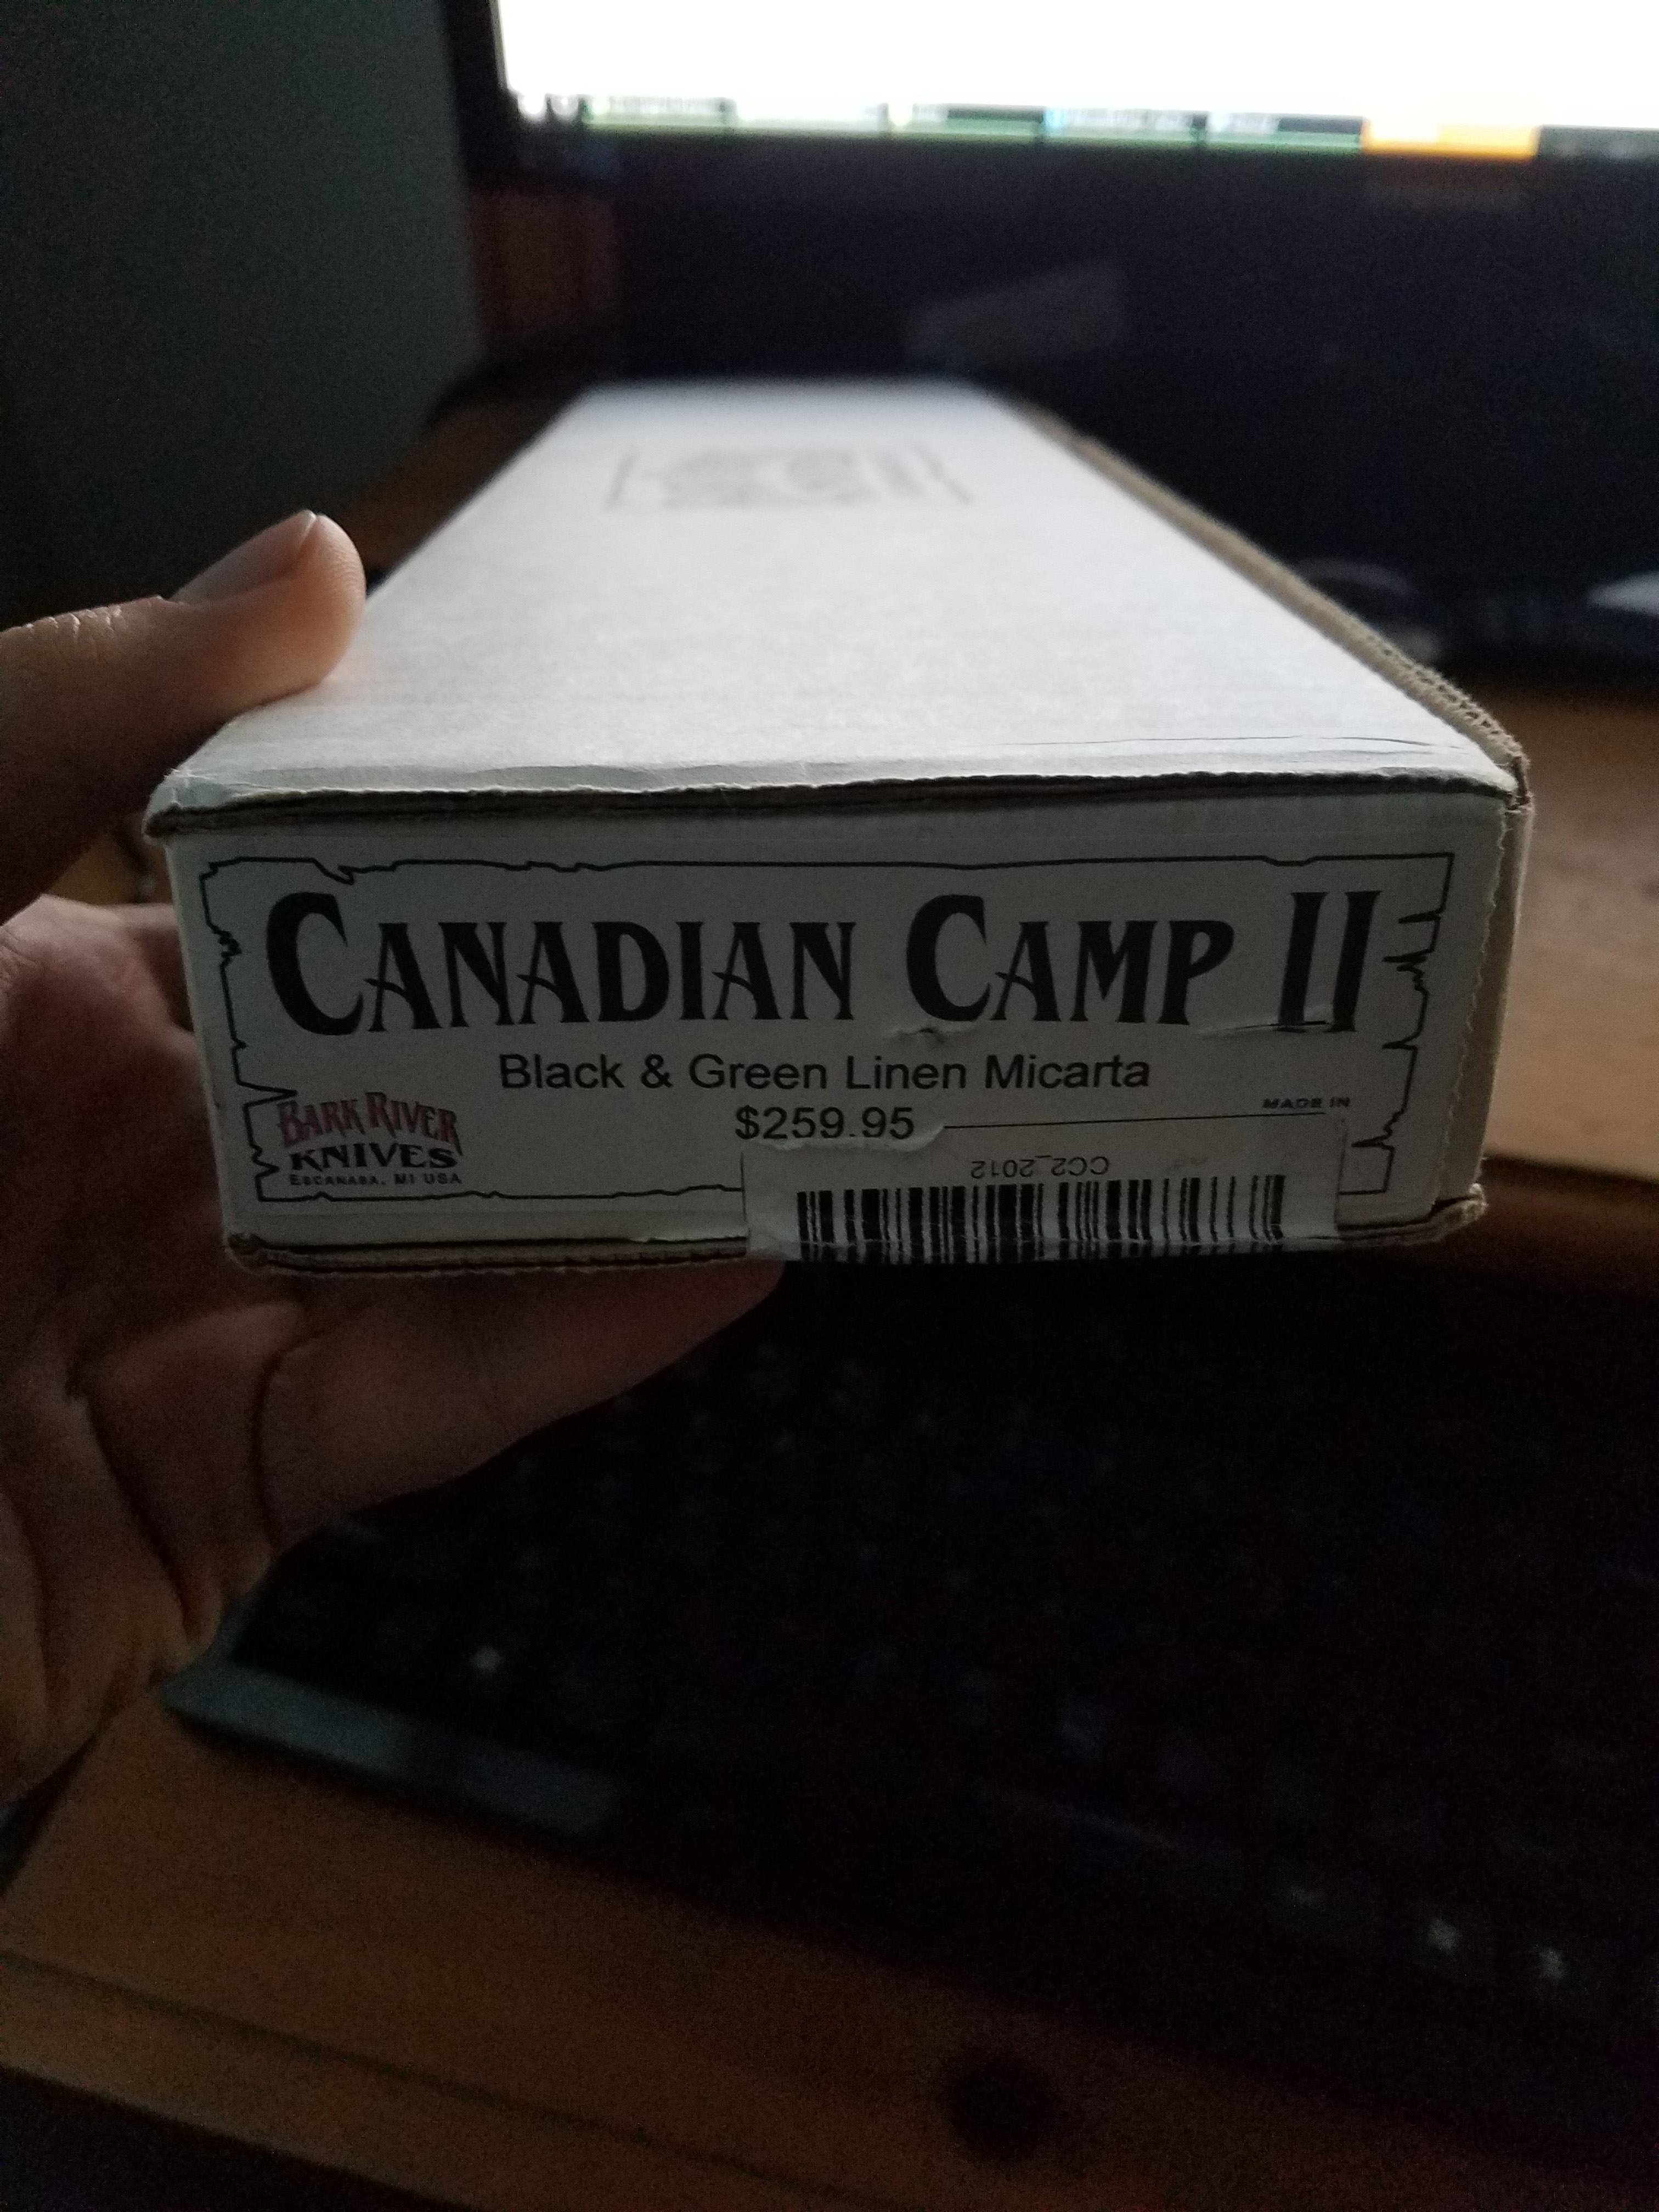 CANADIAN CAMP II
Black & Green Linen Micarta
$259.95
MADE IN
BARK RIVER
KNIVES
ESCANABA, MI USA
CC2_2012